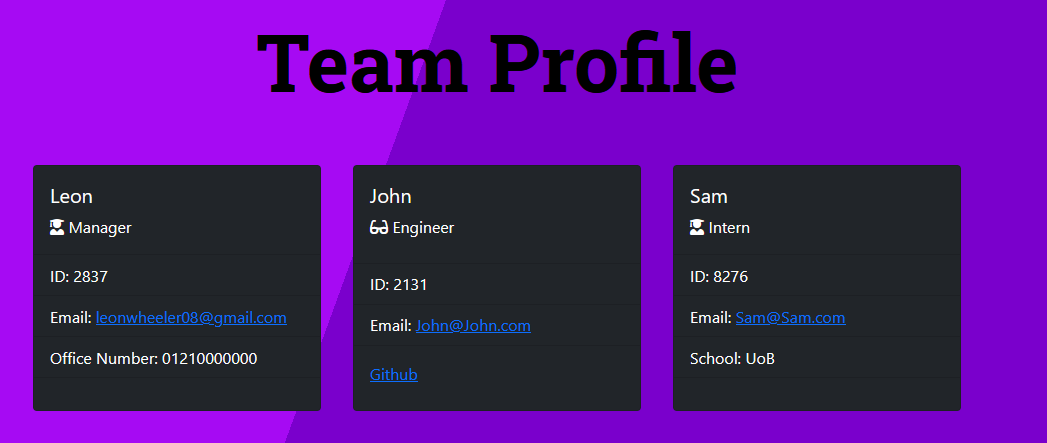 Team Profile
Leon
Manager
ID: 2837
Email: leonwheeler08@gmail.com
Office Number: 01210000000
John
Engineer
ID: 2131
Email: John@John.com
Github
Sam
Intern
ID: 8276
Email: Sam@Sam.com
School: UoB